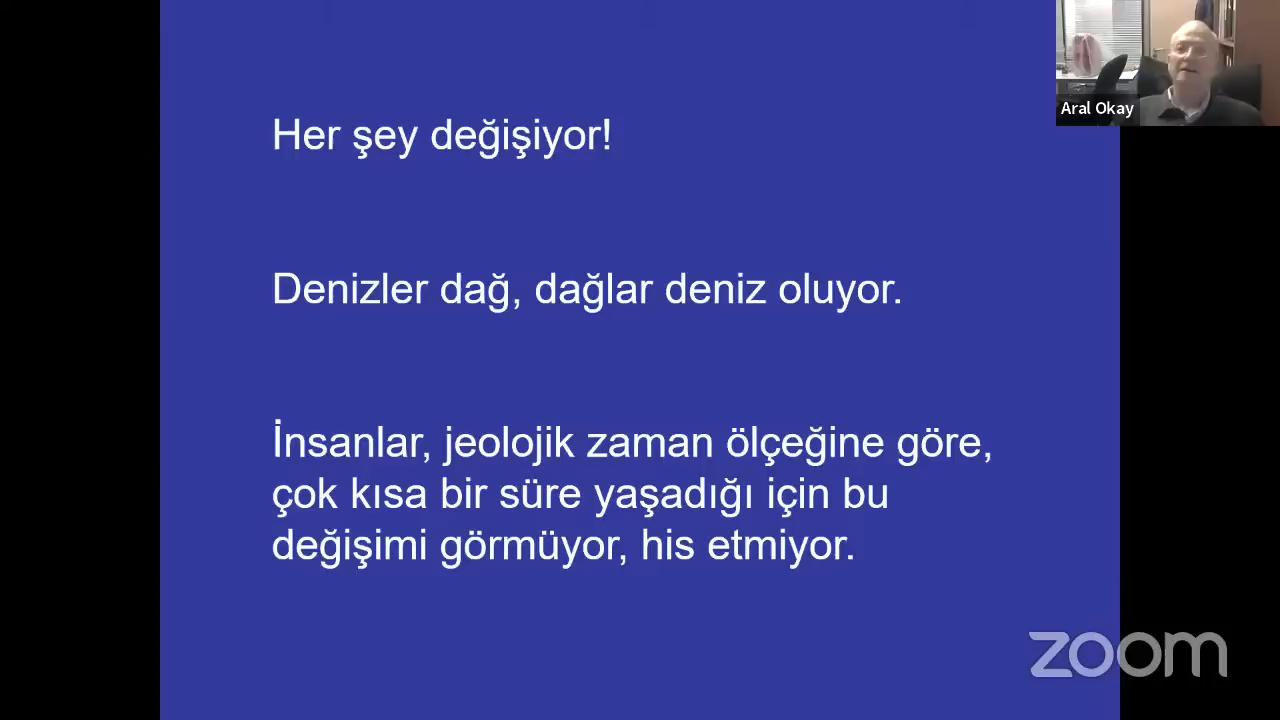 Her şey değişiyor!
Denizler dağ, dağlar deniz oluyor.
İnsanlar, jeolojik zaman ölçeğine göre,
çok kısa bir süre yaşadığı için bu
değişimi görmüyor, his etmiyor.
Aral Okay
zoom